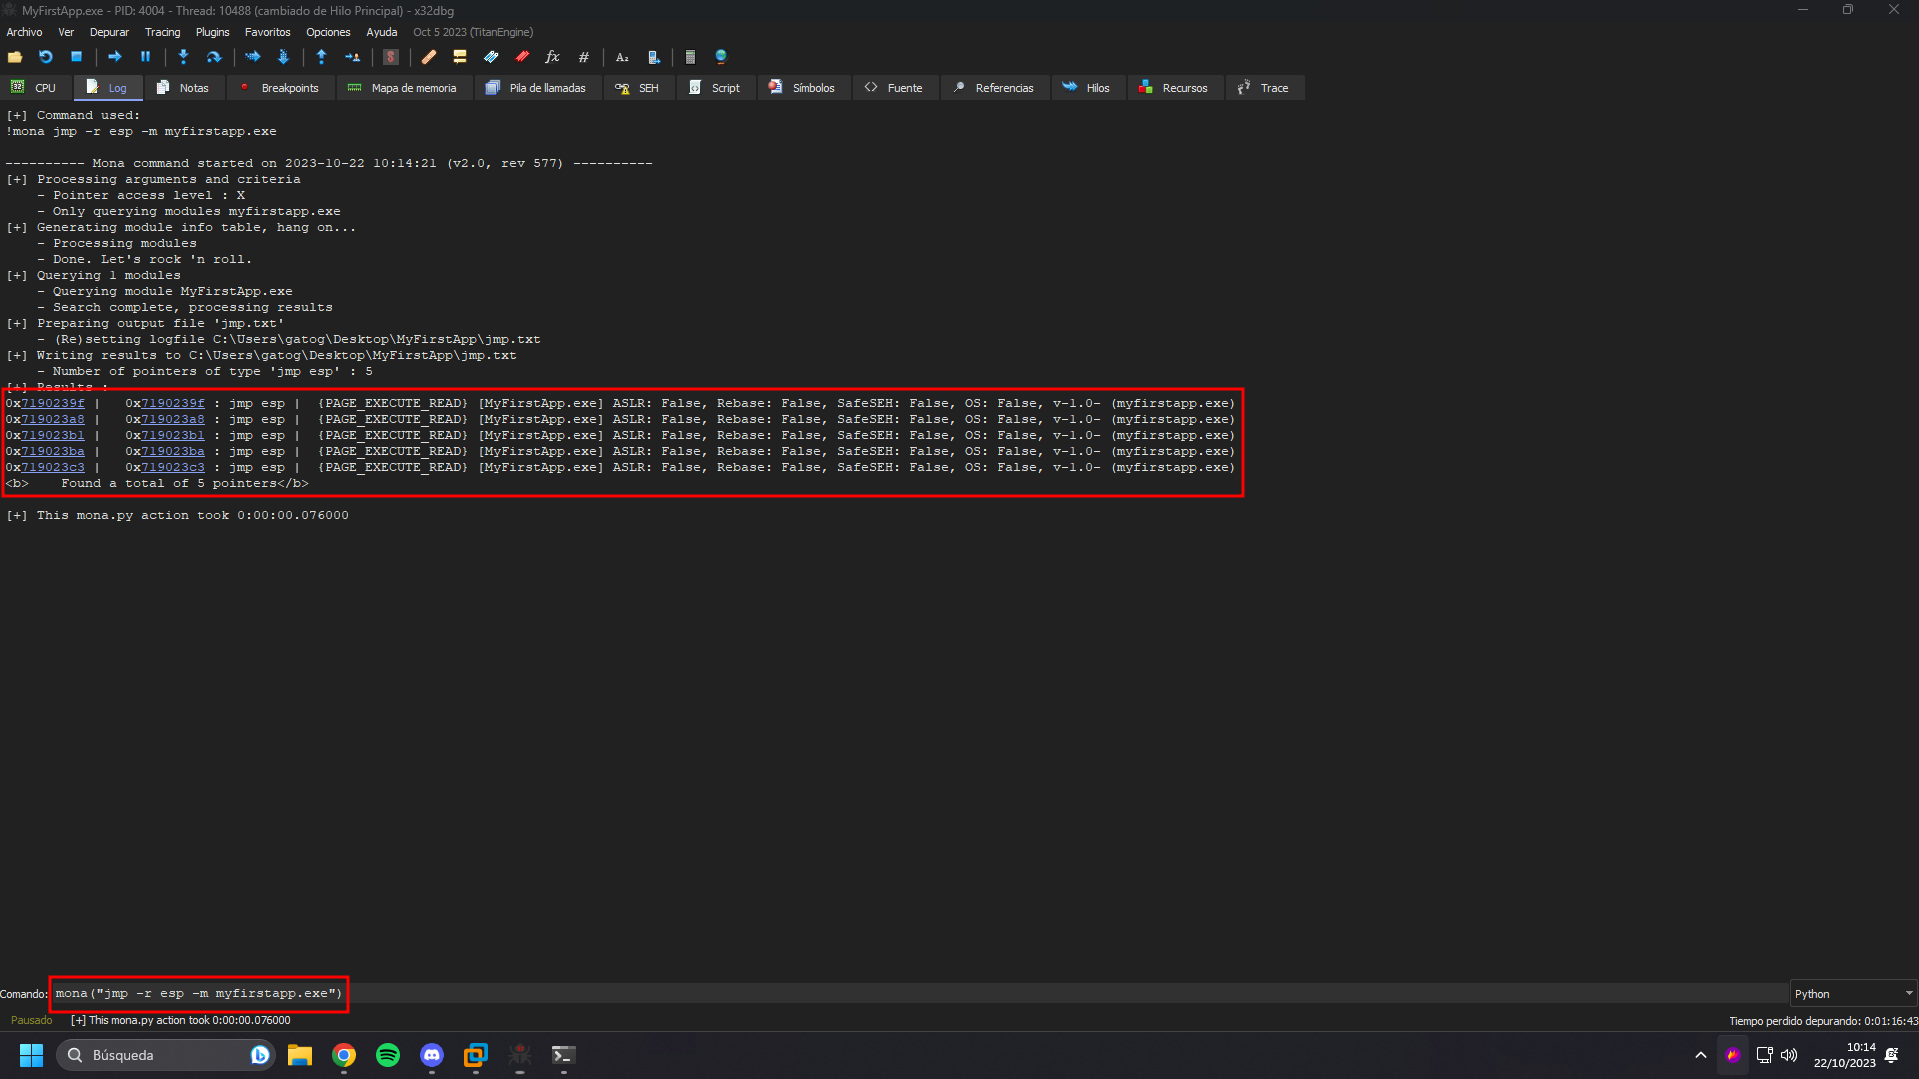 MyFirstApp.exe - PID: 4004 - Thread: 10488 (cambiado de Hilo Principal) - x32dbg
Archivo Ver Depurar Tracing Plugins Favoritos Opciones Ayuda Oct 5 2023 (TitanEngine)
CPU Log Notas Breakpoints Mapa de memoria Pila de llamadas SEH Script Símbolos Fuente Referencias Hilos Recursos Trace
[+] Command used:
!mona jmp -r esp -m myfirstapp.exe
---------- Mona command started on 2023-10-22 10:14:21 (v2.0, rev 577) ----------
[+] Processing arguments and criteria
- Pointer access level : X
- Only querying modules myfirstapp.exe
[+] Generating module info table, hang on...
- Processing modules
- Done. Let's rock 'n roll.
[+] Querying 1 modules
- Querying module MyFirstApp.exe
- Search complete, processing results
[+] Preparing output file 'jmp.txt'
- (Re)setting logfile C:\Users\gatog\Desktop\MyFirstApp\jmp.txt
[+] Writing results to C:\Users\gatog\Desktop\MyFirstApp\jmp.txt
- Number of pointers of type 'jmp esp' : 5
[+] Results :
0x7190239f | 0x7190239f : jmp esp | {PAGE_EXECUTE_READ} [MyFirstApp.exe] ASLR: False, Rebase: False, SafeSEH: False, OS: False, v-1.0- (myfirstapp.exe)
0x719023a8 | 0x719023a8 : jmp esp | {PAGE_EXECUTE_READ} [MyFirstApp.exe] ASLR: False, Rebase: False, SafeSEH: False, OS: False, v-1.0- (myfirstapp.exe)
0x719023b1 | 0x719023b1 : jmp esp | {PAGE_EXECUTE_READ} [MyFirstApp.exe] ASLR: False, Rebase: False, SafeSEH: False, OS: False, v-1.0- (myfirstapp.exe)
0x719023ba | 0x719023ba : jmp esp | {PAGE_EXECUTE_READ} [MyFirstApp.exe] ASLR: False, Rebase: False, SafeSEH: False, OS: False, v-1.0- (myfirstapp.exe)
0x719023c3 | 0x719023c3 : jmp esp | {PAGE_EXECUTE_READ} [MyFirstApp.exe] ASLR: False, Rebase: False, SafeSEH: False, OS: False, v-1.0- (myfirstapp.exe)
<b> Found a total of 5 pointers</b>
[+] This mona.py action took 0:00:00.076000
Comando: mona("jmp -r esp -m myfirstapp.exe") Python
Pausado [+] This mona.py action took 0:00:00.076000 Tiempo perdido depurando: 0:01:16:43
Búsqueda
10:14
22/10/2023